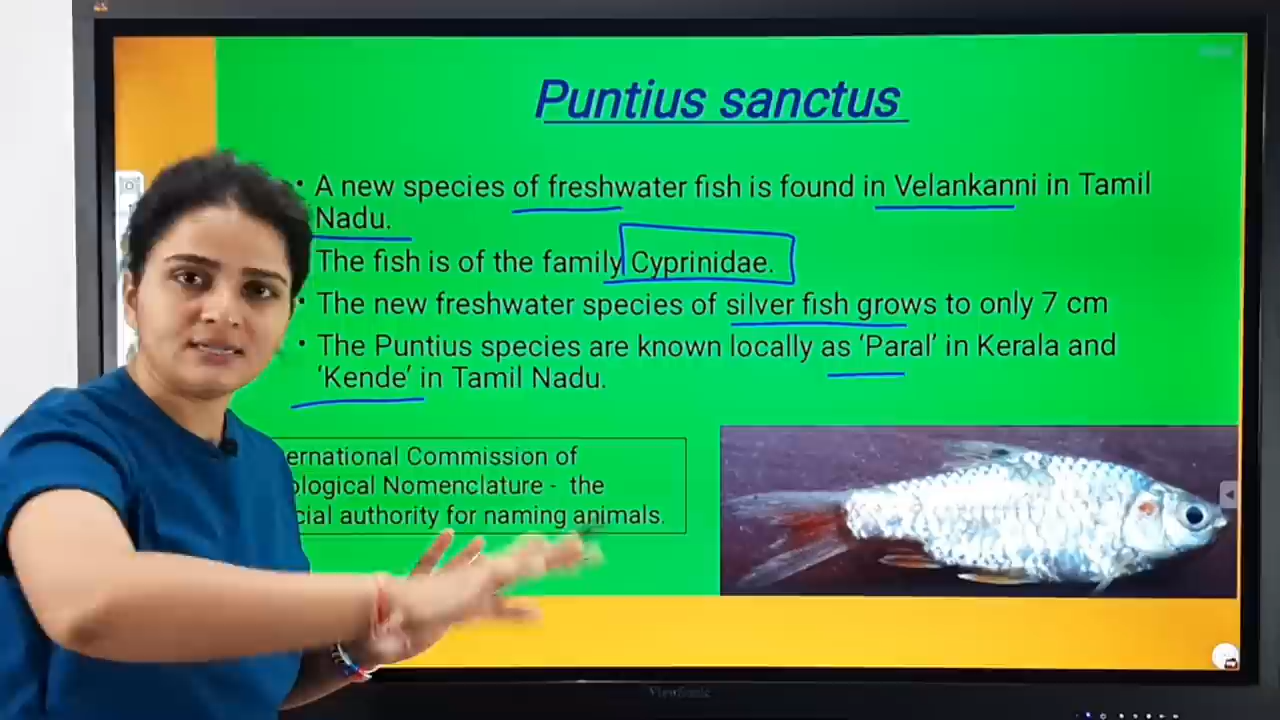 Puntius sanctus
• A new species of freshwater fish is found in Velankanni in Tamil
Nadu.
The fish is of the family Cyprinidae.
• The new freshwater species of silver fish grows to only 7 cm
• The Puntius species are known locally as ‘Paral’ in Kerala and
‘Kende’ in Tamil Nadu.
ernational Commission of
ological Nomenclature - the
cial authority for naming animals.
ViewSonic